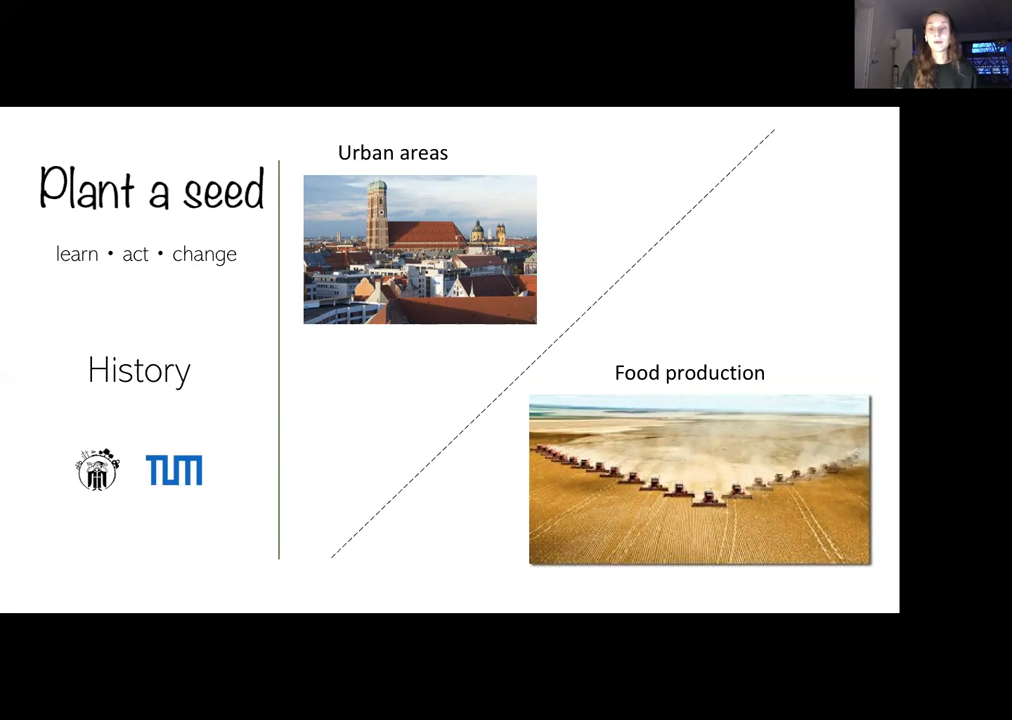 Plant a seed
learn • act • change
History
TUM
Urban areas
Food production